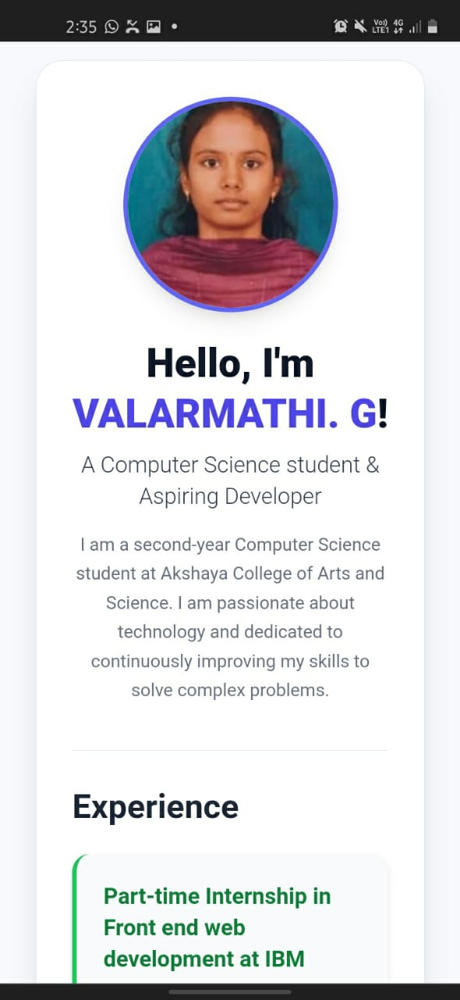 2:35
Vo)) 4G
LTE1
Hello, I'm
VALARMATHI. G!
A Computer Science student &
Aspiring Developer
I am a second-year Computer Science
student at Akshaya College of Arts and
Science. I am passionate about
technology and dedicated to
continuously improving my skills to
solve complex problems.
Experience
Part-time Internship in
Front end web
development at IBM